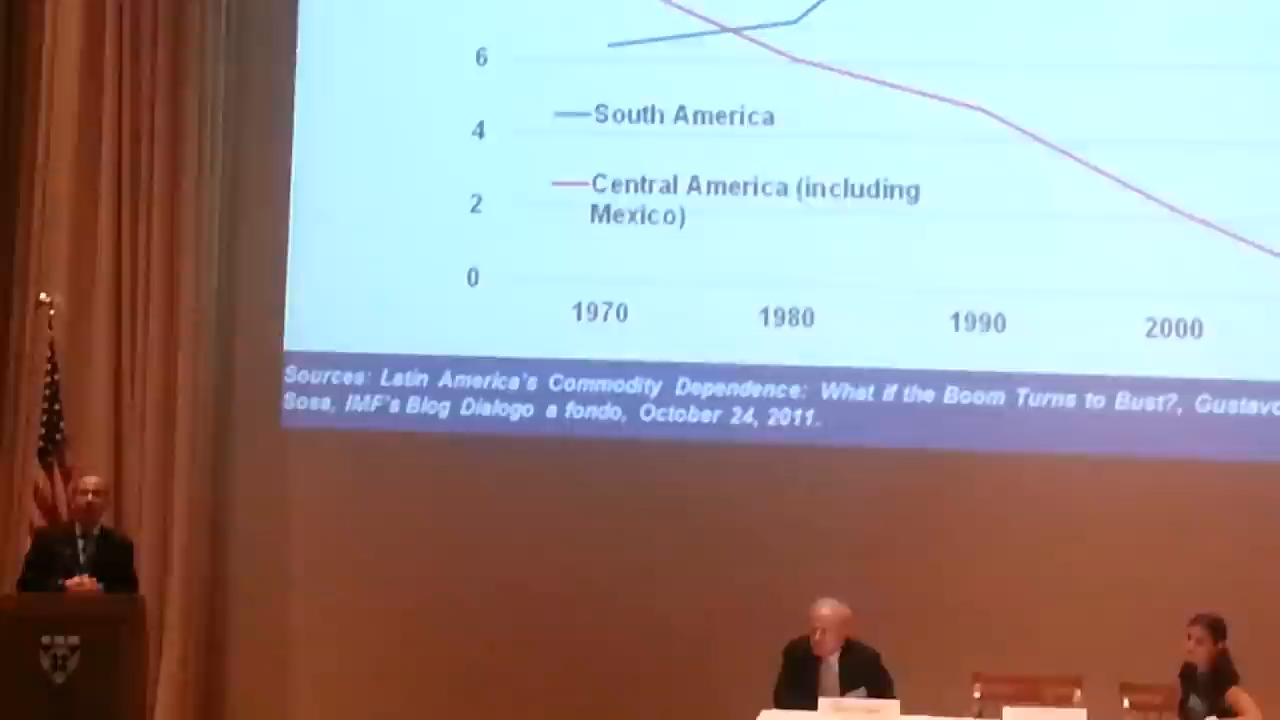 6
South America
4
Central America (including
Mexico)
2
0
1970 1980 1990 2000
Sources: Latin America's Commodity Dependence: What if the Boom Turns to Bust?, Gustavo
Sosa, IMF's Blog Dialogo a fondo, October 24, 2011.